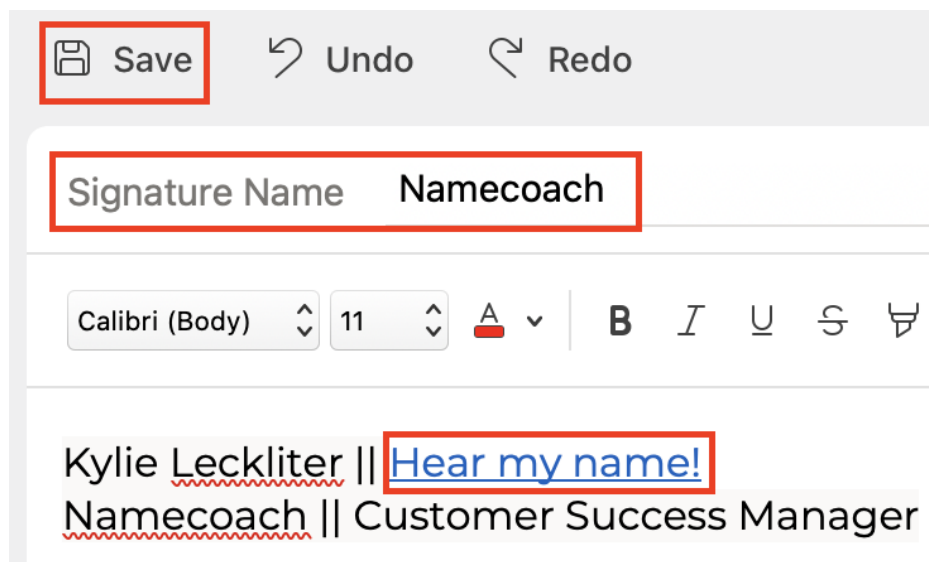 Save Undo Redo
Signature Name Namecoach
Calibri (Body) 11 A B I U S
Kylie Leckliter || Hear my name!
Namecoach || Customer Success Manager